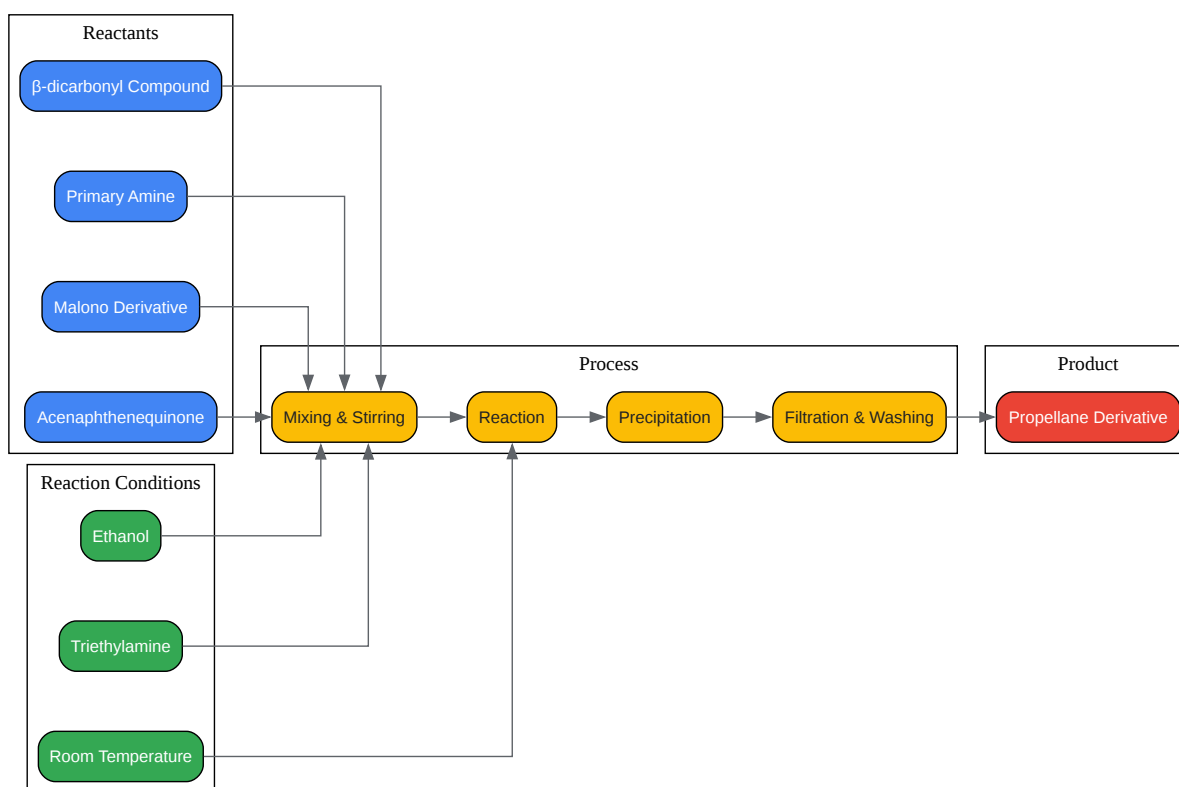 Reactants
β-dicarbonyl Compound
Primary Amine
Malono Derivative
Acenaphthenequinone
Process
Mixing & Stirring
Reaction
Precipitation
Filtration & Washing
Product
Propellane Derivative
Reaction Conditions
Ethanol
Triethylamine
Room Temperature